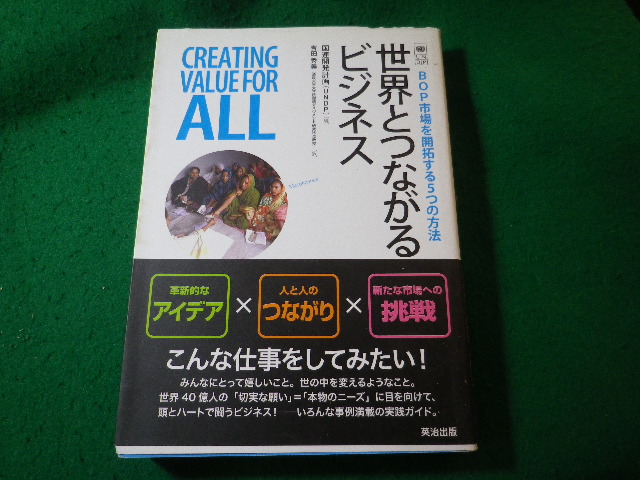 CREATING
VALUE FOR
ALL
世界とつながる
ビジネス
BOP市場を開拓する5つの方法
国連開発計画(UNDP) 編
吉田秀美
訳
革新的な
アイデア
×
人と人の
つながり
×
新たな市場への
挑戦
こんな仕事をしてみたい!
みんなにとって嬉しいこと。世の中を変えるようなこと。
世界40億人の「切実な願い」=「本物のニーズ」に目を向けて、
頭とハートで闘うビジネス! ──いろんな事例満載の実践ガイド。
英治出版